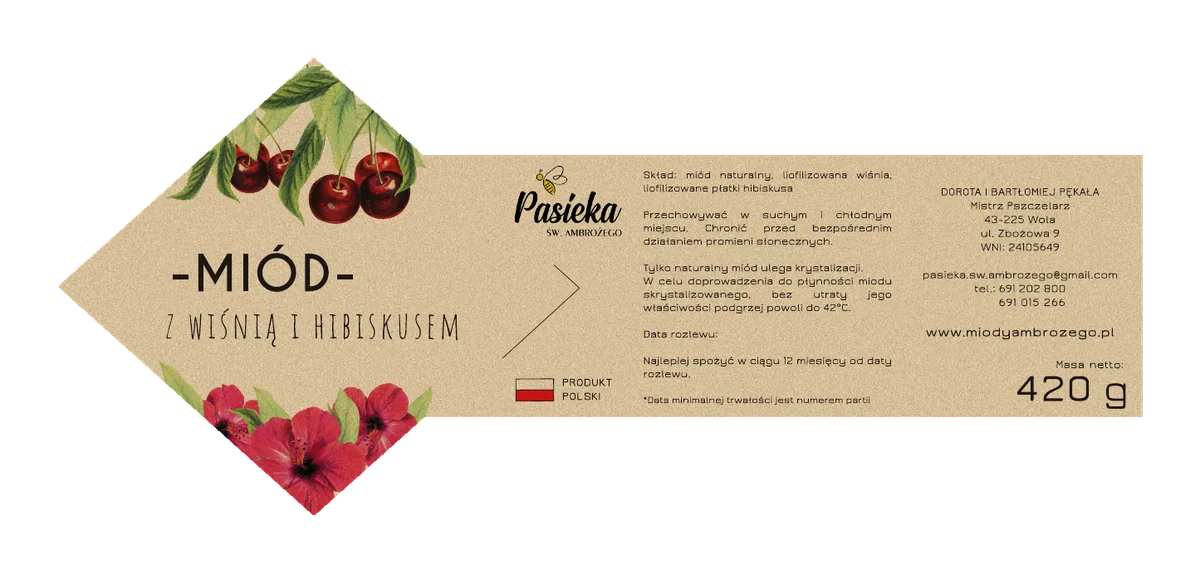 -MIÓD-
Z WIŚNIĄ I HIBISKUSEM
Pasieka
ŚW. AMBROŻEGO
PRODUKT
POLSKI
Skład: miód naturalny, liofilizowana wiśnia,
liofilizowane płatki hibiskusa
Przechowywać w suchym i chłodnym
miejscu. Chronić przed bezpośrednim
działaniem promieni słonecznych.
Tylko naturalny miód ulega krystalizacji.
W celu doprowadzenia do płynności miodu
skrystalizowanego, bez utraty jego
właściwości podgrzej powoli do 42°C.
Data rozlewu:
Najlepiej spożyć w ciągu 12 miesięcy od daty
rozlewu.
*Data minimalnej trwałości jest numerem partii
DOROTA I BARTŁOMIEJ PĘKAŁA
Mistrz Pszczelarz
43-225 Wola
ul. Zbożowa 9
WNI: 24105649
pasieka.sw.ambrozego@gmail.com
tel.: 691 202 800
691 015 266
www.miodyambrozego.pl
Masa netto:
420 g